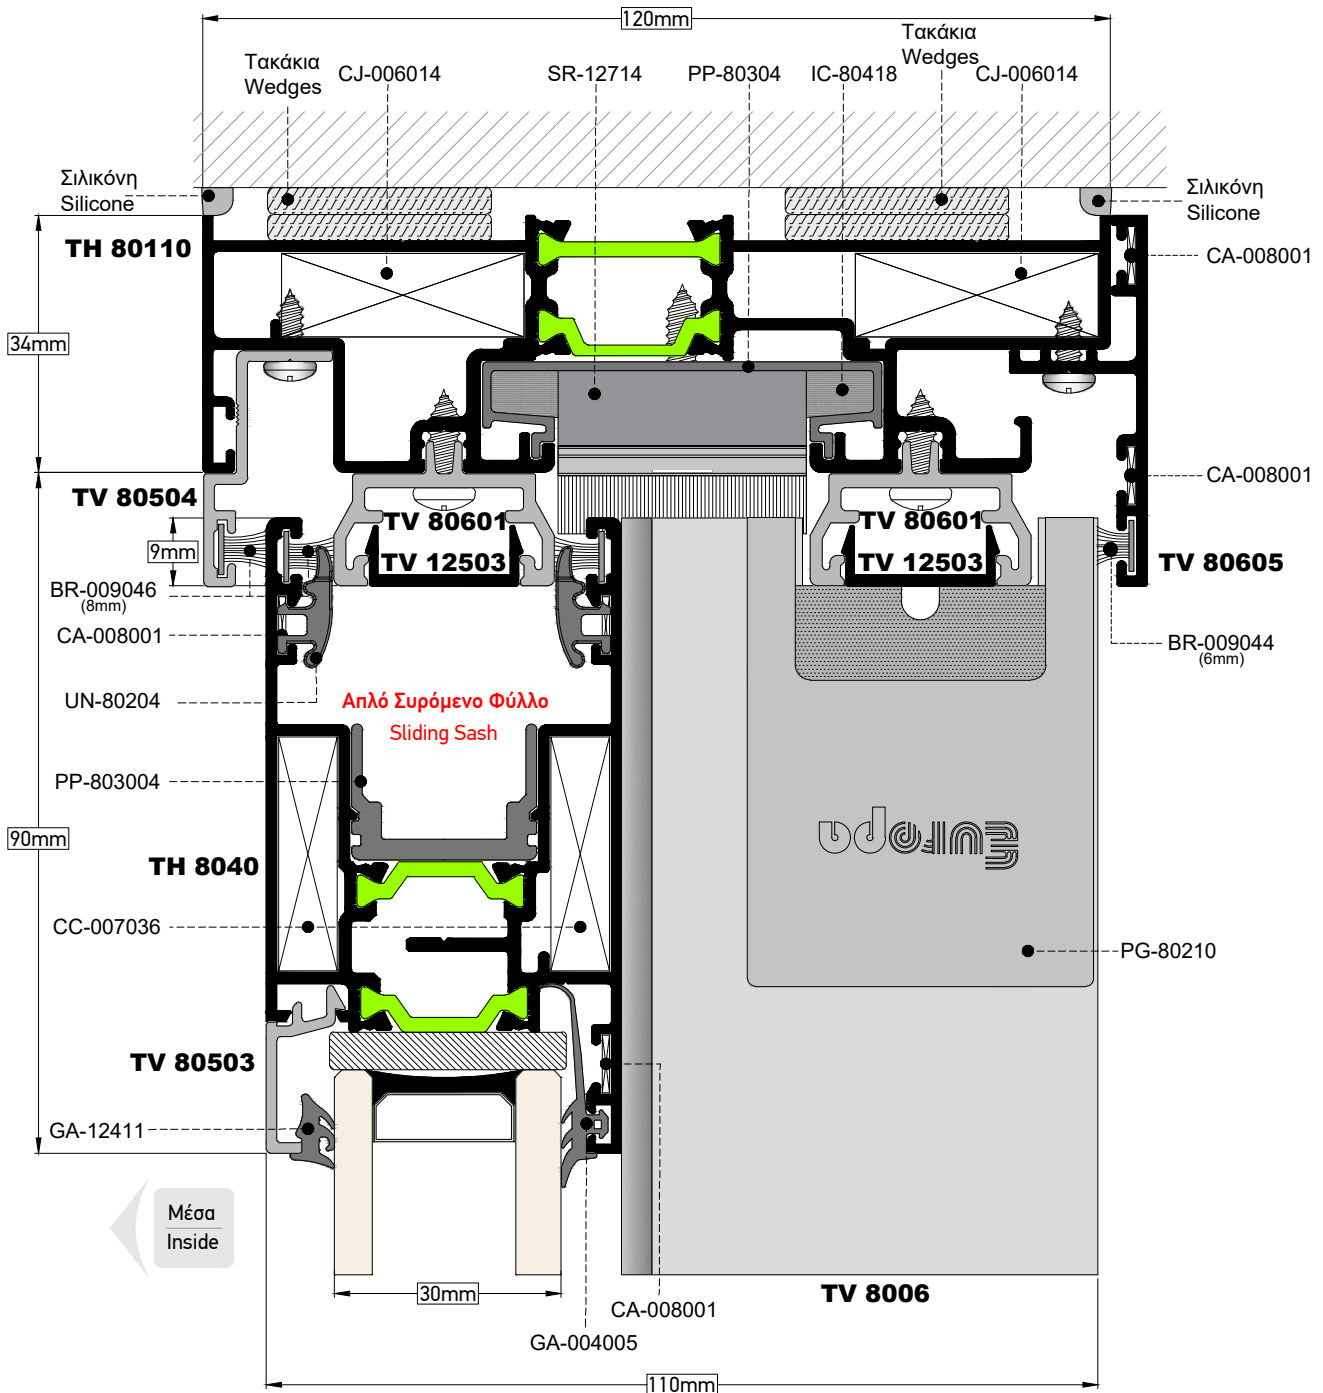 120mm
Τακάκια
Wedges
CJ-006014
SR-12714
PP-80304
IC-80418
Τακάκια
Wedges
CJ-006014
Σιλικόνη
Silicone
Σιλικόνη
Silicone
TH 80110
CA-008001
34mm
CA-008001
TV 80504
TV 80601
TV 12503
TV 80601
TV 12503
9mm
TV 80605
BR-009046
(8mm)
CA-008001
BR-009044
(6mm)
UN-80204
Απλό Συρόμενο Φύλλο
Sliding Sash
PP-803004
90mm
europa
TH 8040
CC-007036
PG-80210
TV 80503
GA-12411
Μέσα
Inside
30mm
TV 8006
CA-008001
GA-004005
110mm